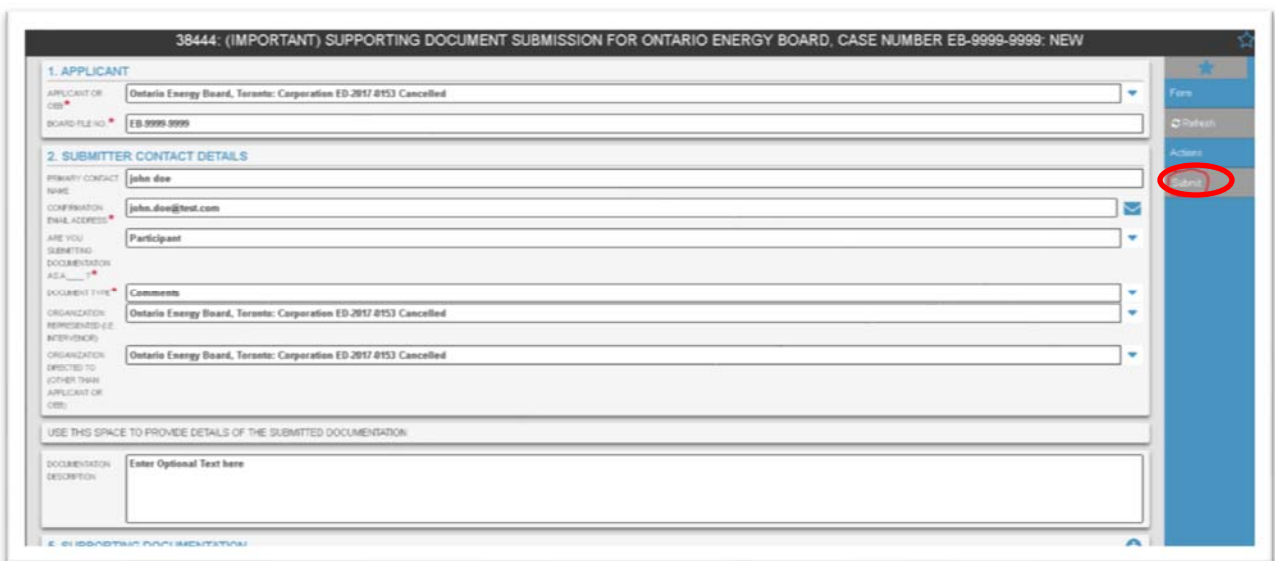 38444: (IMPORTANT) SUPPORTING DOCUMENT SUBMISSION FOR ONTARIO ENERGY BOARD, CASE NUMBER EB-9999-9999: NEW
1. APPLICANT
APPLICANT OR
OEB*
Ontario Energy Board, Toronto: Corporation ED-2017-0153 Cancelled
BOARD FILE NO.*
EB-9999-9999
2. SUBMITTER CONTACT DETAILS
PRIMARY CONTACT
NAME
john doe
CONFIRMATION
EMAIL ADDRESS*
john.doe@test.com
ARE YOU
SUBMITTING
DOCUMENTATION
AS A ____ ?*
Participant
DOCUMENT TYPE*
Comments
ORGANIZATION
REPRESENTED (I.E.
INTERVENOR)
Ontario Energy Board, Toronto: Corporation ED-2017-0153 Cancelled
ORGANIZATION
DIRECTED TO
(OTHER THAN
APPLICANT OR
OEB)
Ontario Energy Board, Toronto: Corporation ED-2017-0153 Cancelled
USE THIS SPACE TO PROVIDE DETAILS OF THE SUBMITTED DOCUMENTATION
DOCUMENTATION
DESCRIPTION
Enter Optional Text here
5. SUPPORTING DOCUMENTATION
Form
Refresh
Actions
Submit